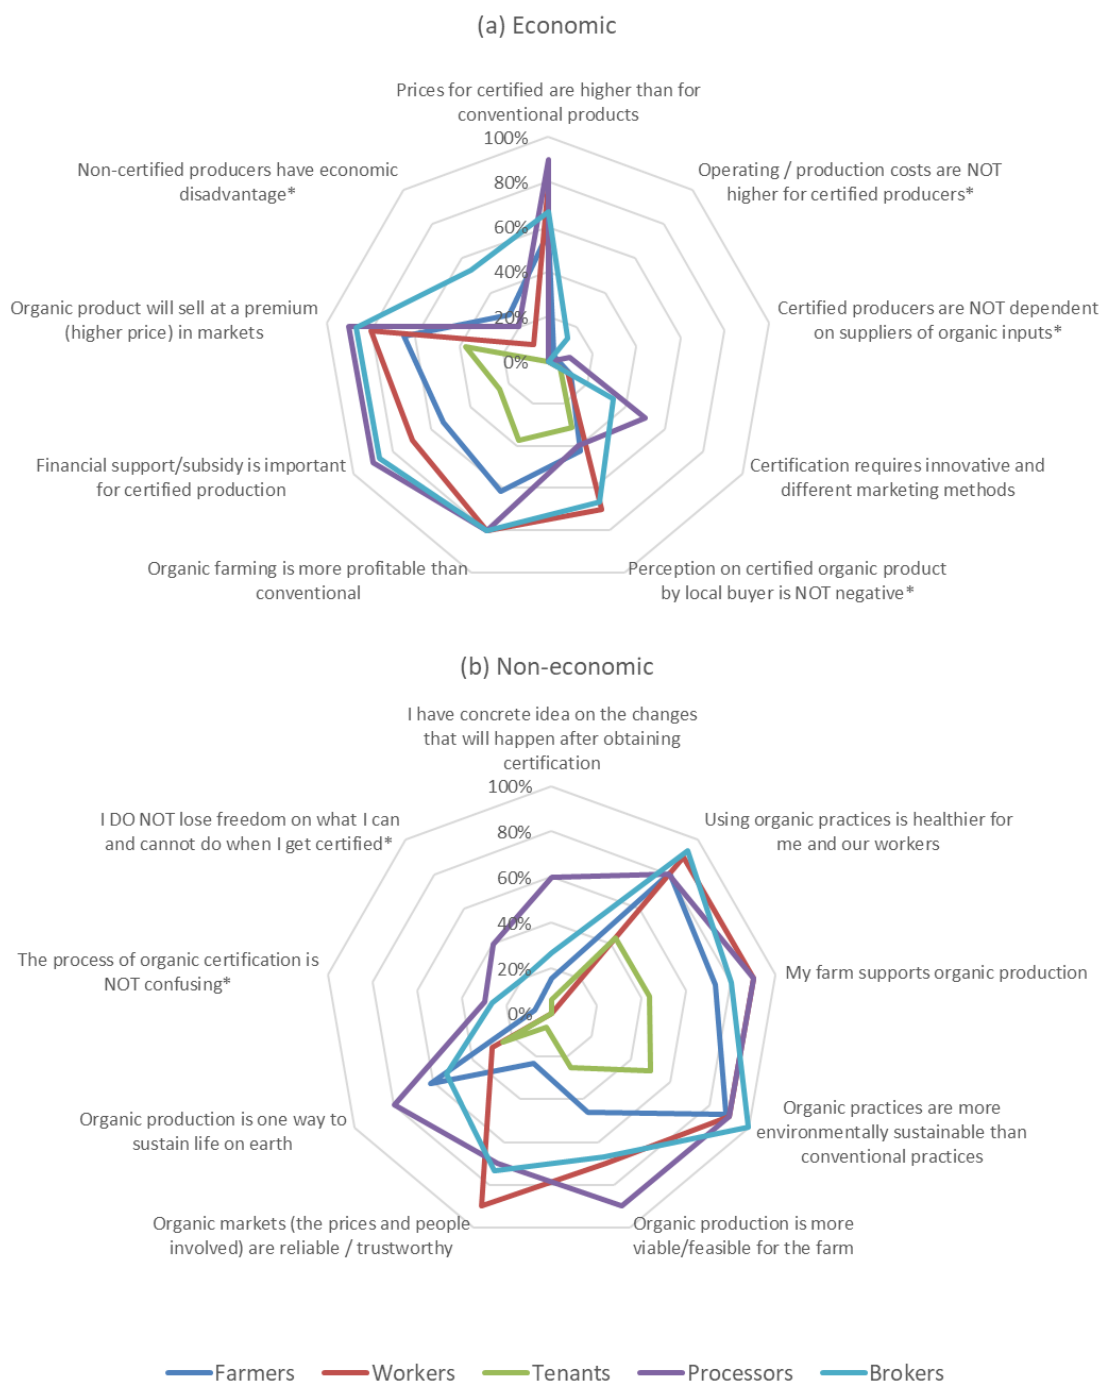 (a) Economic
Prices for certified are higher than for
conventional products
100%
80%
60%
40%
20%
0%
Operating / production costs are NOT
higher for certified producers*
Certified producers are NOT dependent
on suppliers of organic inputs*
Certification requires innovative and
different marketing methods
Perception on certified organic product
by local buyer is NOT negative*
Organic farming is more profitable than
conventional
Financial support/subsidy is important
for certified production
Organic product will sell at a premium
(higher price) in markets
Non-certified producers have economic
disadvantage*
(b) Non-economic
I have concrete idea on the changes
that will happen after obtaining
certification
100%
80%
60%
40%
20%
0%
Using organic practices is healthier for
me and our workers
My farm supports organic production
Organic practices are more
environmentally sustainable than
conventional practices
Organic production is more
viable/feasible for the farm
Organic markets (the prices and people
involved) are reliable / trustworthy
Organic production is one way to
sustain life on earth
The process of organic certification is
NOT confusing*
I DO NOT lose freedom on what I can
and cannot do when I get certified*
Farmers
Workers
Tenants
Processors
Brokers